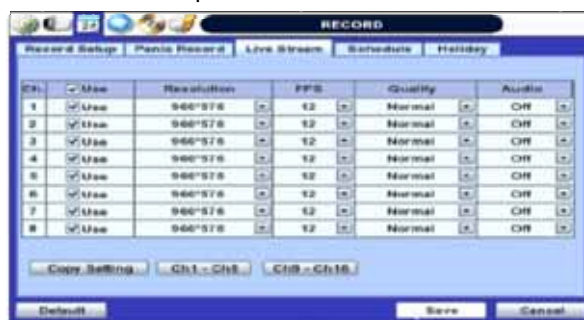 RECORD
Record Setup Panic Record Live Stream Schedule Holiday
Ch. Use Resolution FPS Quality Audio
1 Use 960*576 12 Normal Off
2 Use 960*576 12 Normal Off
3 Use 960*576 12 Normal Off
4 Use 960*576 12 Normal Off
5 Use 960*576 12 Normal Off
6 Use 960*576 12 Normal Off
7 Use 960*576 12 Normal Off
8 Use 960*576 12 Normal Off
Copy Setting Ch1 - Ch8 Ch9 - Ch16
Default Save Cancel